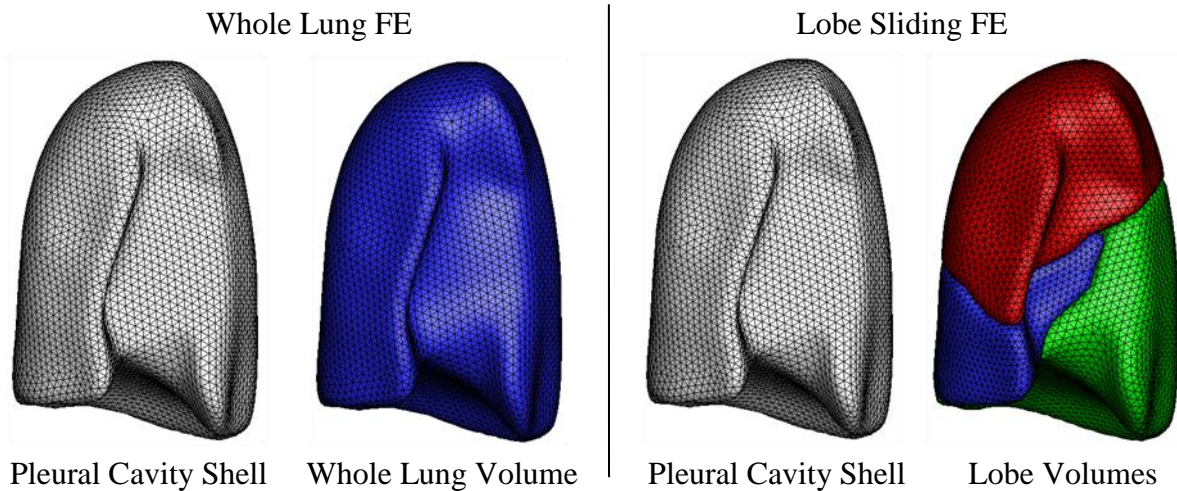 Whole Lung FE
Lobe Sliding FE
Pleural Cavity Shell
Whole Lung Volume
Pleural Cavity Shell
Lobe Volumes